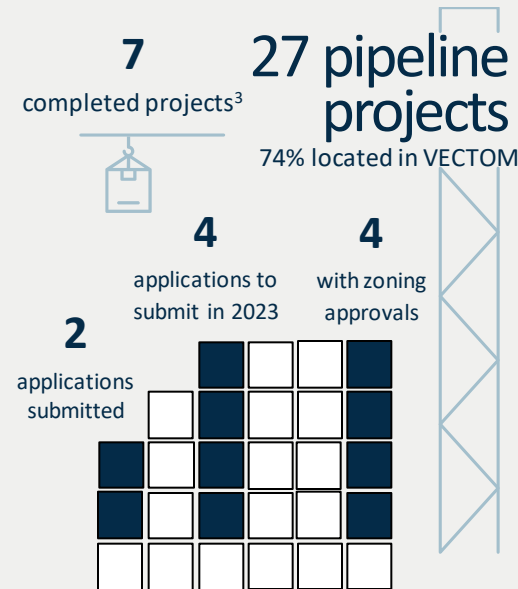 7
completed projects³
27 pipeline
projects
74% located in VECTOM
4
applications to
submit in 2023
4
with zoning
approvals
2
applications
submitted